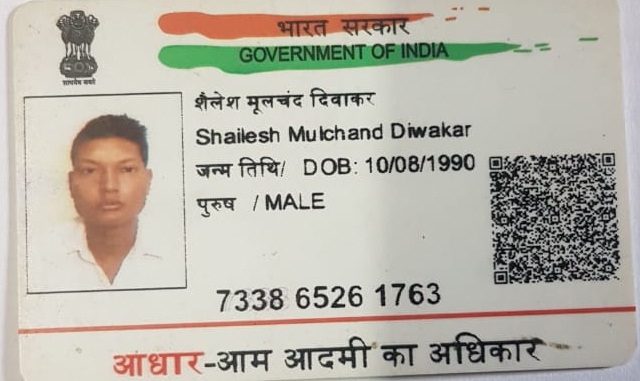 भारत सरकार
GOVERNMENT OF INDIA
सत्यमेव जयते
शैलेश मूलचंद दिवाकर
Shailesh Mulchand Diwakar
जन्म तिथि/ DOB: 10/08/1990
पुरुष / MALE
7338 6526 1763
आधार-आम आदमी का अधिकार